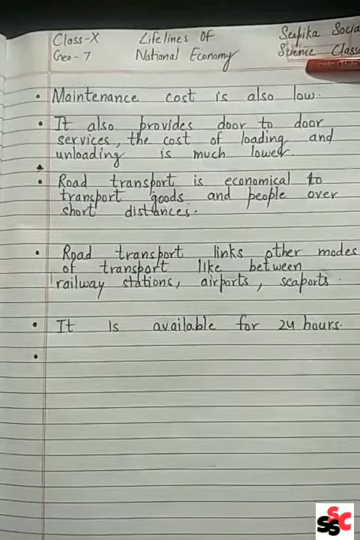 Class-X Lifelines Of Seupika Socia
Geo-7 National Economy Science Class
• Maintenance cost is also low.
• It also provides door to door
services, the cost of loading and
unloading is much lower
• Road transport is economical to
transport goods and people over
short distances.
• Road transport links other modes
of transport like between
railway stations, airports, seaports.
• It Is available for 24 hours.
•
SSC